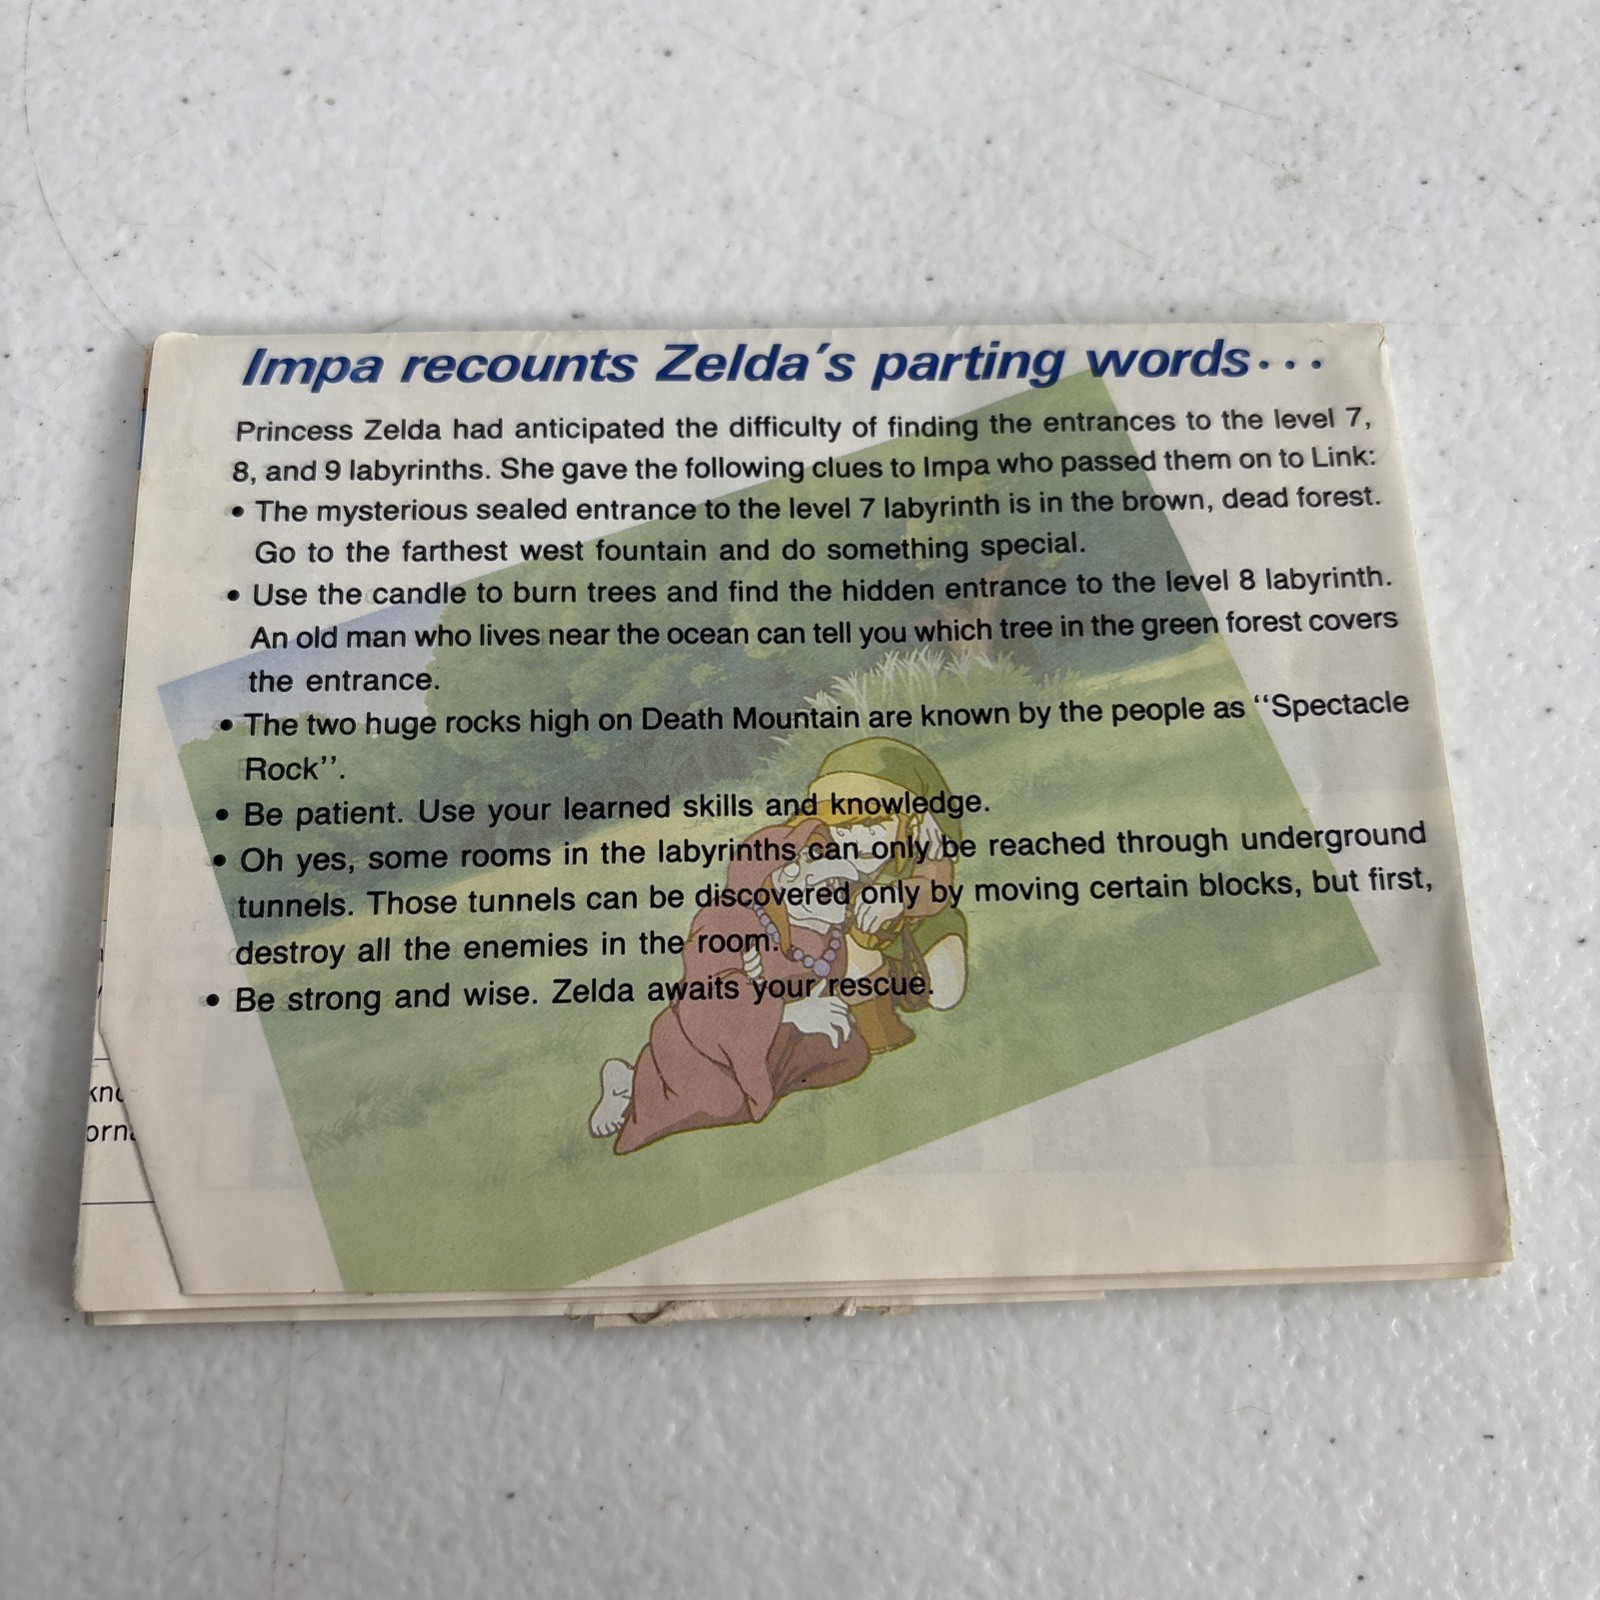 Impa recounts Zelda's parting words...
Princess Zelda had anticipated the difficulty of finding the entrances to the level 7,
8, and 9 labyrinths. She gave the following clues to Impa who passed them on to Link:
• The mysterious sealed entrance to the level 7 labyrinth is in the brown, dead forest.
Go to the farthest west fountain and do something special.
• Use the candle to burn trees and find the hidden entrance to the level 8 labyrinth.
An old man who lives near the ocean can tell you which tree in the green forest covers
the entrance.
• The two huge rocks high on Death Mountain are known by the people as ''Spectacle
Rock''.
• Be patient. Use your learned skills and knowledge.
• Oh yes, some rooms in the labyrinths can only be reached through underground
tunnels. Those tunnels can be discovered only by moving certain blocks, but first,
destroy all the enemies in the room.
• Be strong and wise. Zelda awaits your rescue.